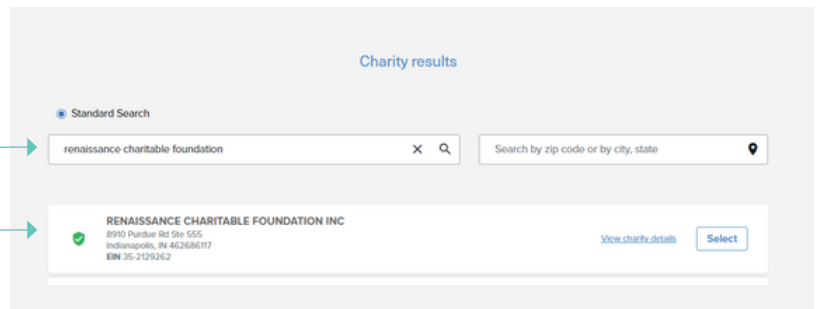 Charity results
Standard Search
renaissance charitable foundation
Search by zip code or by city, state
RENAISSANCE CHARITABLE FOUNDATION INC
8910 Purdue Rd Ste 555
Indianapolis, IN 462686117
EIN 35-2129262
View charity details
Select